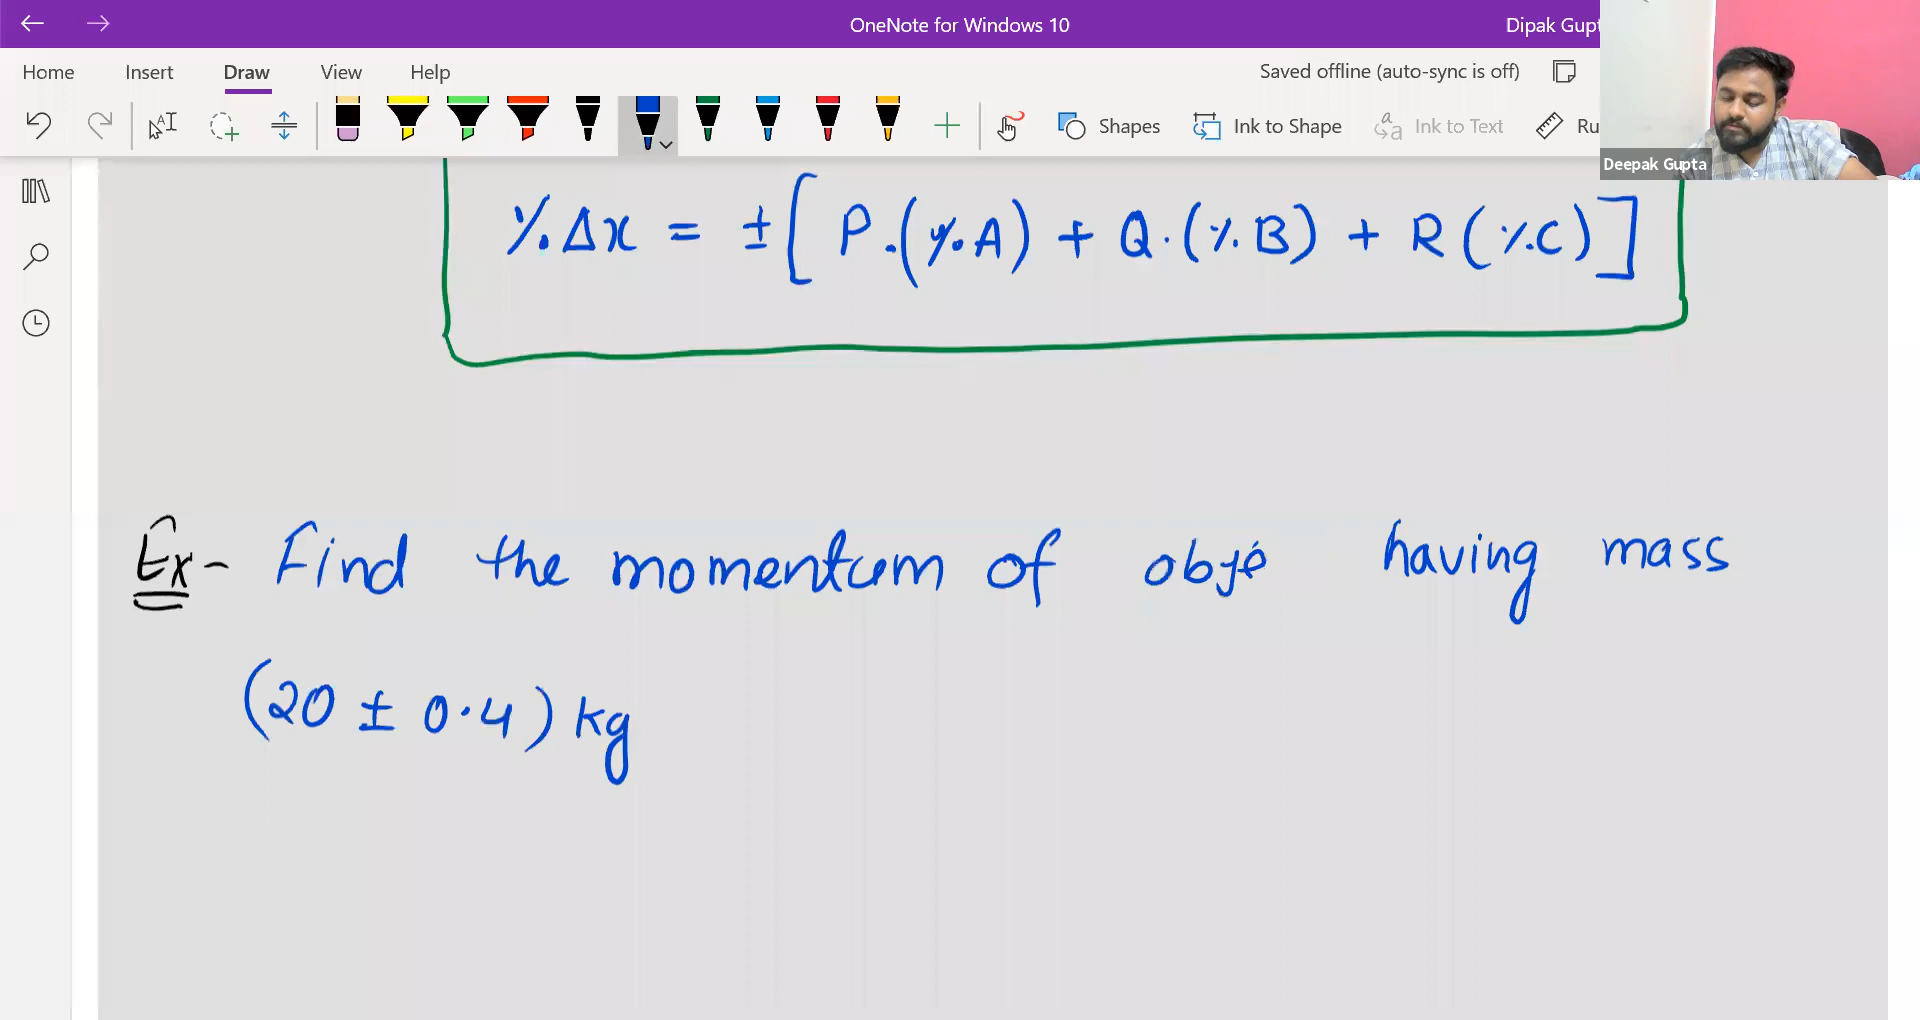 OneNote for Windows 10
Dipak Gupt
Home Insert Draw View Help
Saved offline (auto-sync is off)
Shapes Ink to Shape Ink to Text Ru
Deepak Gupta
%Δx = ± [ P.(%A) + Q.(%B) + R(%C) ]
Ex- Find the momentum of obje having mass
(20 ± 0.4) kg